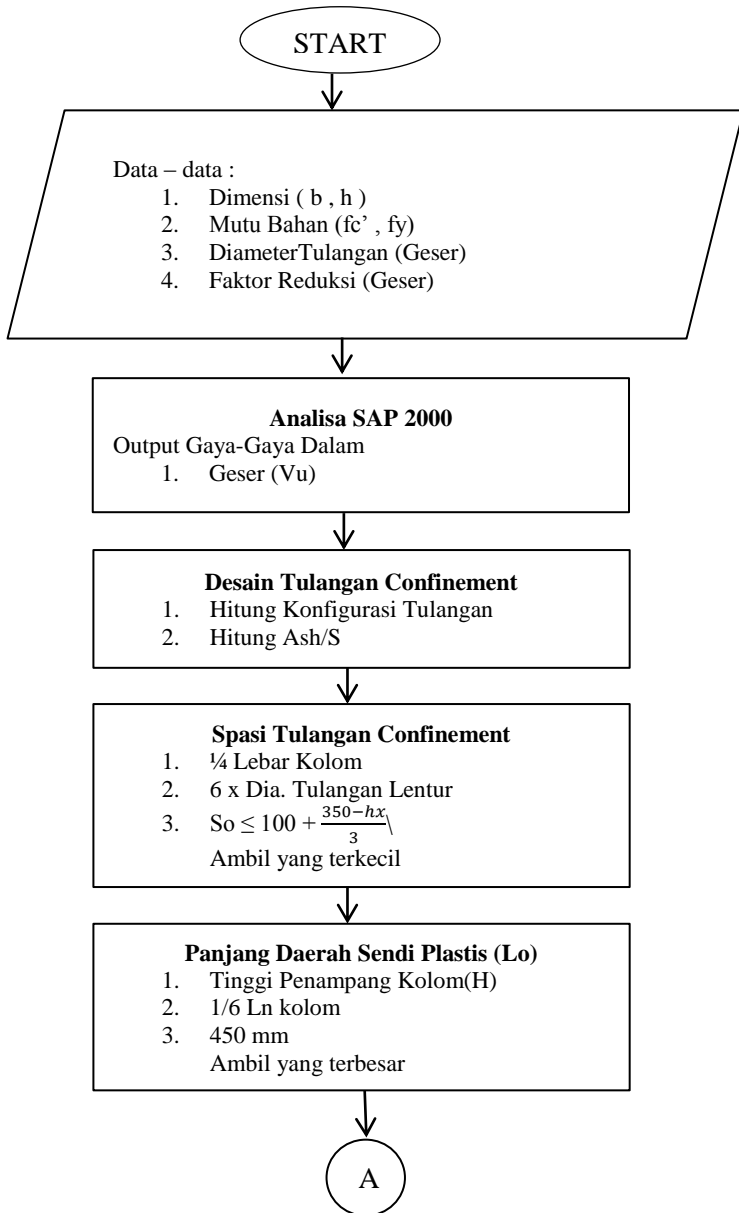 START
Data – data :
1. Dimensi ( b , h )
2. Mutu Bahan (fc’ , fy)
3. DiameterTulangan (Geser)
4. Faktor Reduksi (Geser)
Analisa SAP 2000
Output Gaya-Gaya Dalam
1. Geser (Vu)
Desain Tulangan Confinement
1. Hitung Konfigurasi Tulangan
2. Hitung Ash/S
Spasi Tulangan Confinement
1. ¼ Lebar Kolom
2. 6 x Dia. Tulangan Lentur
3. So ≤ 100 + \frac{350−hx}{3}\
Ambil yang terkecil
Panjang Daerah Sendi Plastis (Lo)
1. Tinggi Penampang Kolom(H)
2. 1/6 Ln kolom
3. 450 mm
Ambil yang terbesar
A